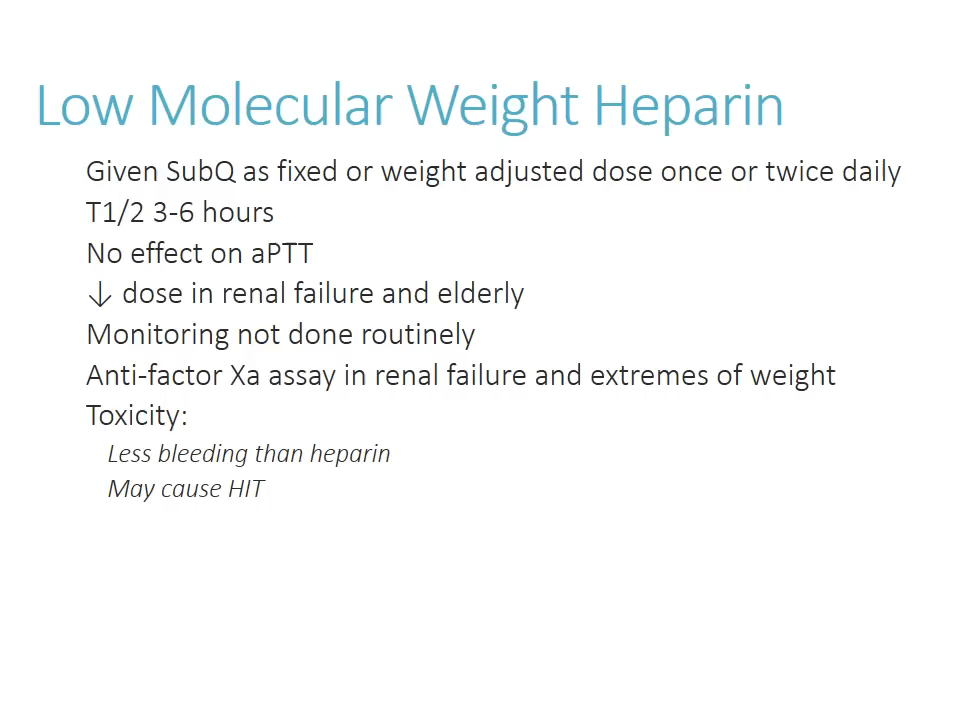 Low Molecular Weight Heparin
Given SubQ as fixed or weight adjusted dose once or twice daily
T1/2 3-6 hours
No effect on aPTT
↓ dose in renal failure and elderly
Monitoring not done routinely
Anti-factor Xa assay in renal failure and extremes of weight
Toxicity:
Less bleeding than heparin
May cause HIT